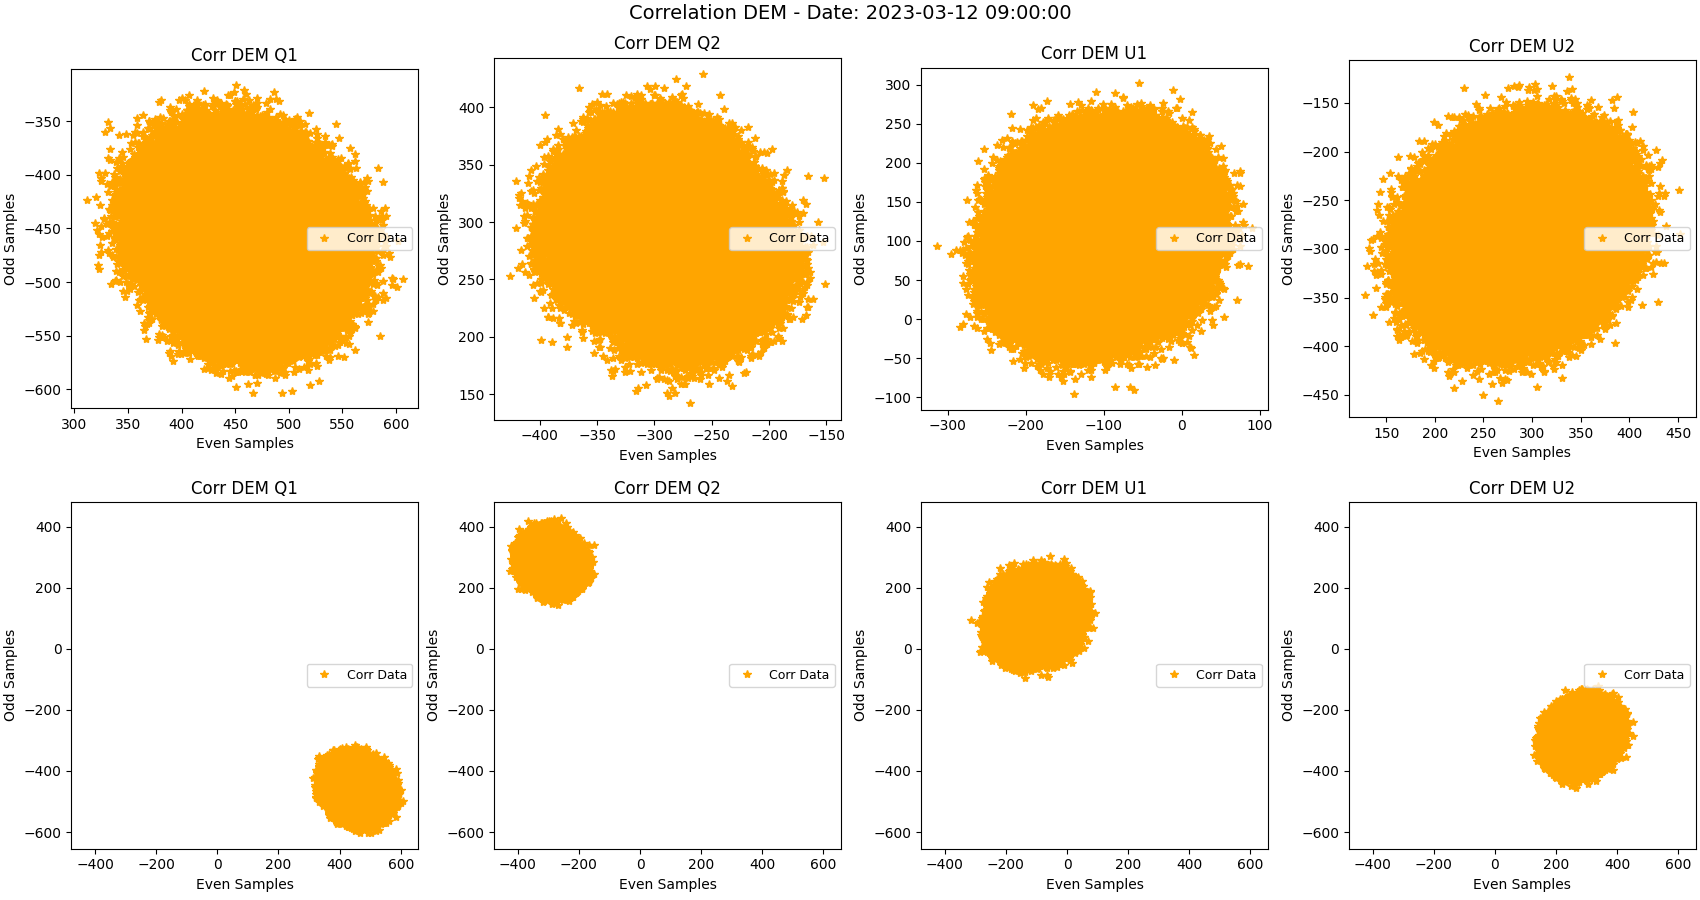 Correlation DEM - Date: 2023-03-12 09:00:00
Corr DEM Q1
Corr DEM Q2
Corr DEM U1
Corr DEM U2
Odd Samples
−350
−400
−450
−500
−550
−600
Corr Data
300 350 400 450 500 550 600
Even Samples
Odd Samples
400
350
300
250
200
150
Corr Data
−400 −350 −300 −250 −200 −150
Even Samples
Odd Samples
300
250
200
150
100
50
0
−50
−100
Corr Data
−300 −200 −100 0 100
Even Samples
Odd Samples
−150
−200
−250
−300
−350
−400
−450
Corr Data
150 200 250 300 350 400 450
Even Samples
Corr DEM Q1
Corr DEM Q2
Corr DEM U1
Corr DEM U2
Odd Samples
400
200
0
−200
−400
−600
Corr Data
−400 −200 0 200 400 600
Even Samples
Odd Samples
400
200
0
−200
−400
−600
Corr Data
−400 −200 0 200 400 600
Even Samples
Odd Samples
400
200
0
−200
−400
−600
Corr Data
−400 −200 0 200 400 600
Even Samples
Odd Samples
400
200
0
−200
−400
−600
Corr Data
−400 −200 0 200 400 600
Even Samples